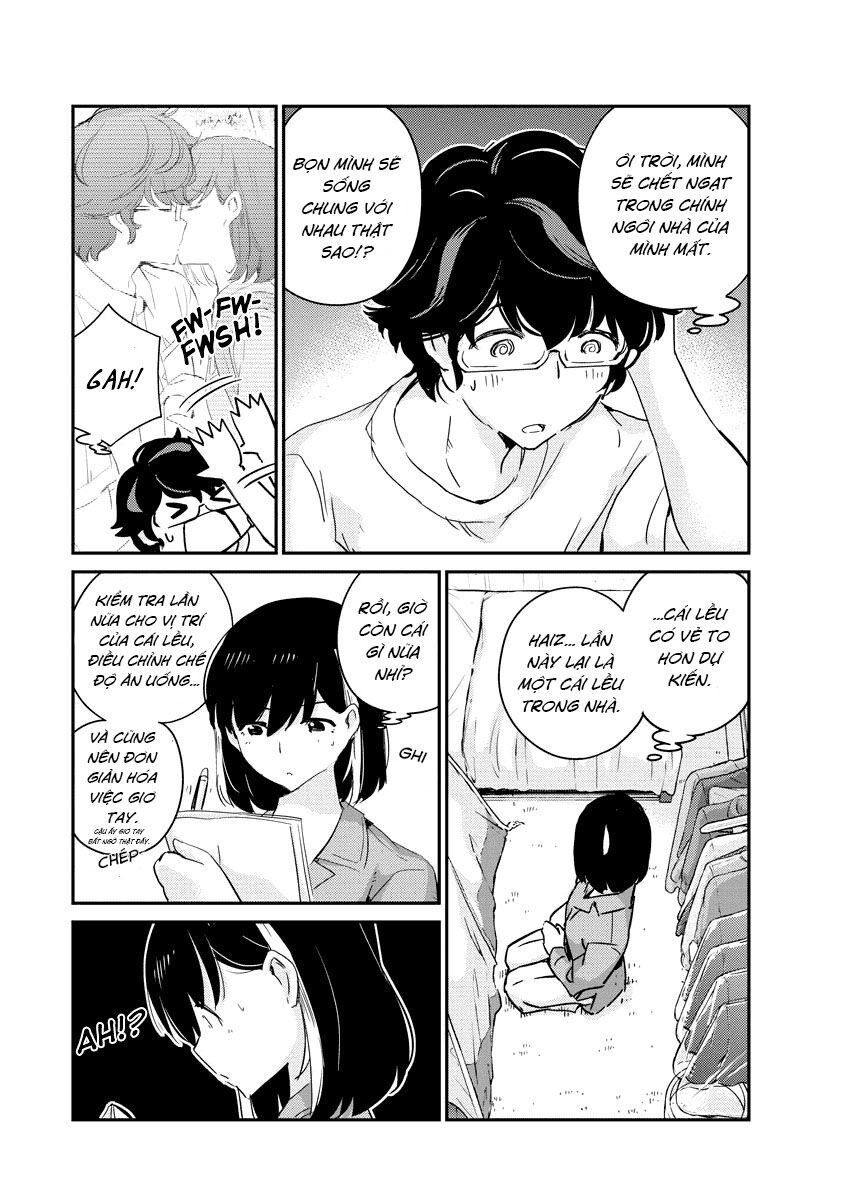 ÔI TRỜI, MÌNH
SẼ CHẾT NGẠT
TRONG CHÍNH
NGÔI NHÀ CỦA
MÌNH MẤT.
BỌN MÌNH SẼ
SỐNG
CHUNG VỚI
NHAU THẬT
SAO!?
FW-FW-
FWSH!
GAH!
...CÁI LỀU
CÓ VẺ TO
HƠN DỰ
KIẾN.
HAIZ... LẦN
NÀY LẠI LÀ
MỘT CÁI LỀU
TRONG NHÀ.
RỒI, GIỜ
CÒN CÁI
GÌ NỮA
NHỈ?
KIỂM TRA LẦN
NỮA CHO VỊ TRÍ
CỦA CÁI LỀU,
ĐIỀU CHỈNH CHẾ
ĐỘ ĂN UỐNG...
VÀ CŨNG
NÊN ĐƠN
GIẢN HÓA
VIỆC GIƠ
TAY.
CẬU ẤY GIƠ TAY
BẤT NGỜ THẬT ĐẤY.
GHI
CHÉP
AH!?